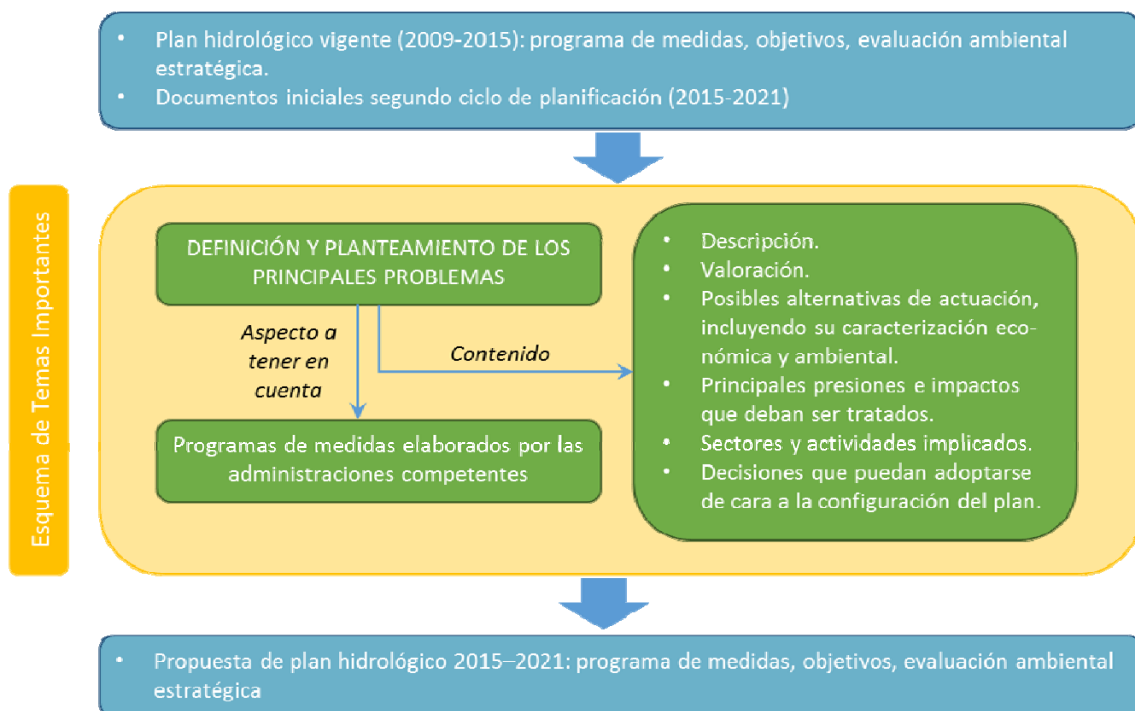 • Plan hidrológico vigente (2009-2015): programa de medidas, objetivos, evaluación ambiental
estratégica.
• Documentos iniciales segundo ciclo de planificación (2015-2021)
Esquema de Temas Importantes
DEFINICIÓN Y PLANTEAMIENTO DE LOS
PRINCIPALES PROBLEMAS
Aspecto a
tener en
cuenta
Contenido
Programas de medidas elaborados por las
administraciones competentes
• Descripción.
• Valoración.
• Posibles alternativas de actuación,
incluyendo su caracterización eco-
nómica y ambiental.
• Principales presiones e impactos
que deban ser tratados.
• Sectores y actividades implicados.
• Decisiones que puedan adoptarse
de cara a la configuración del plan.
• Propuesta de plan hidrológico 2015–2021: programa de medidas, objetivos, evaluación ambiental
estratégica